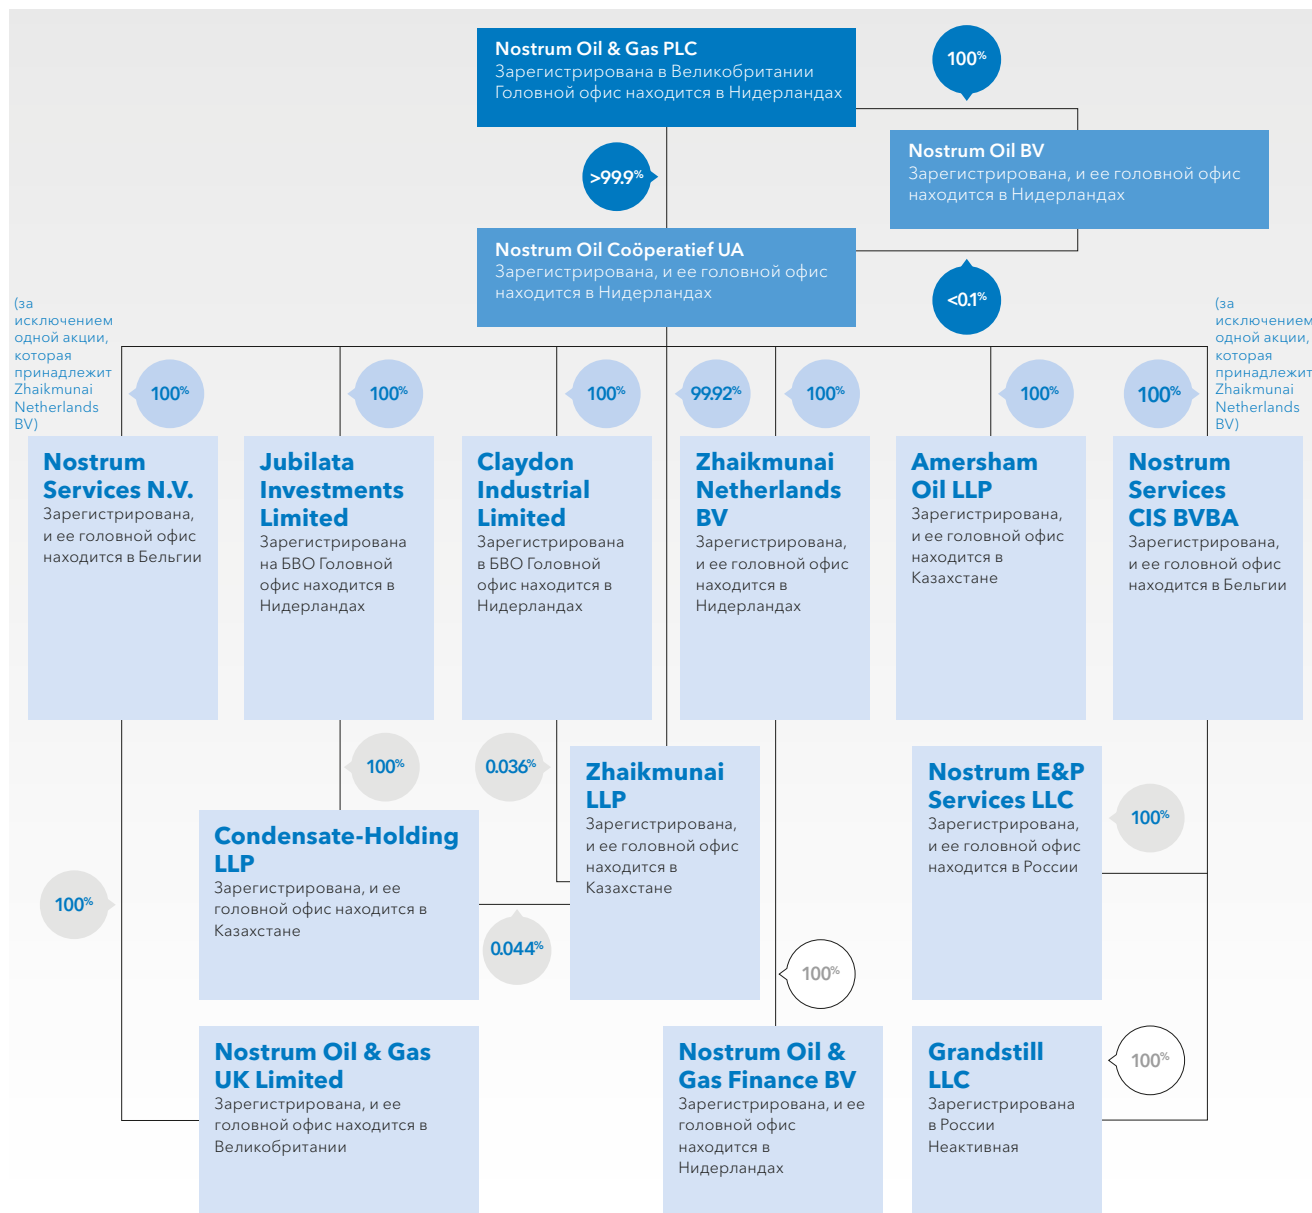 Nostrum Oil & Gas PLC
Зарегистрирована в Великобритании
Головной офис находится в Нидерландах
100%
Nostrum Oil BV
Зарегистрирована, и ее головной офис
находится в Нидерландах
>99.9%
Nostrum Oil Coöperatief UA
Зарегистрирована, и ее головной офис
находится в Нидерландах
<0.1%
(за
исключением
одной акции,
которая
принадлежит
Zhaikmunai
Netherlands
BV)
(за
исключением
одной акции,
которая
принадлежит
Zhaikmunai
Netherlands
BV)
100%
100%
100%
99.92%
100%
100%
100%
Nostrum
Services N.V.
Зарегистрирована,
и ее головной офис
находится в Бельгии
Jubilata
Investments
Limited
Зарегистрирована
на БВО Головной
офис находится в
Нидерландах
Claydon
Industrial
Limited
Зарегистрирована
в БВО Головной
офис находится в
Нидерландах
Zhaikmunai
Netherlands
BV
Зарегистрирована,
и ее головной офис
находится в
Нидерландах
Amersham
Oil LLP
Зарегистрирована,
и ее головной офис
находится в
Казахстане
Nostrum
Services
CIS BVBA
Зарегистрирована,
и ее головной офис
находится в Бельгии
100%
0.036%
Zhaikmunai
LLP
Зарегистрирована,
и ее головной офис
находится в
Казахстане
Nostrum E&P
Services LLC
Зарегистрирована,
и ее головной офис
находится в России
100%
Condensate-Holding
LLP
Зарегистрирована, и ее
головной офис находится в
Казахстане
100%
0.044%
100%
Nostrum Oil & Gas
UK Limited
Зарегистрирована, и ее
головной офис находится в
Великобритании
Nostrum Oil &
Gas Finance BV
Зарегистрирована, и ее
головной офис
находится в
Нидерландах
Grandstill
LLC
Зарегистрирована
в России
Неактивная
100%